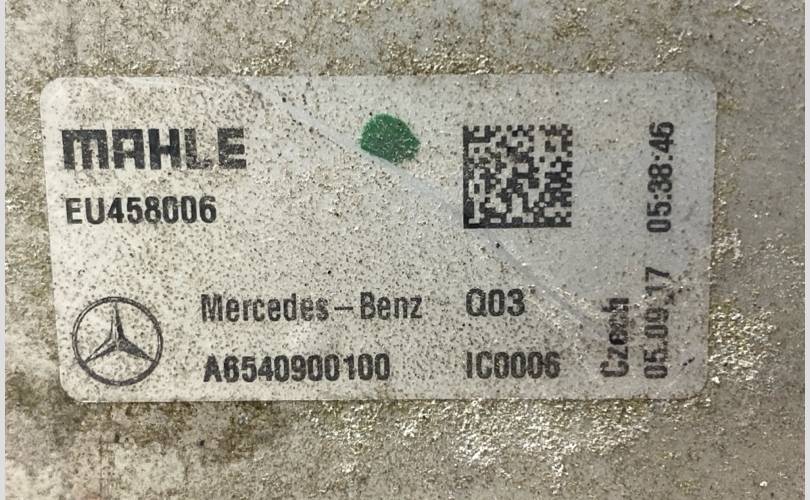 MAHLE
EU458006
Mercedes-Benz Q03
A6540900100 IC0006
Czech
05.09.17 05:38:46